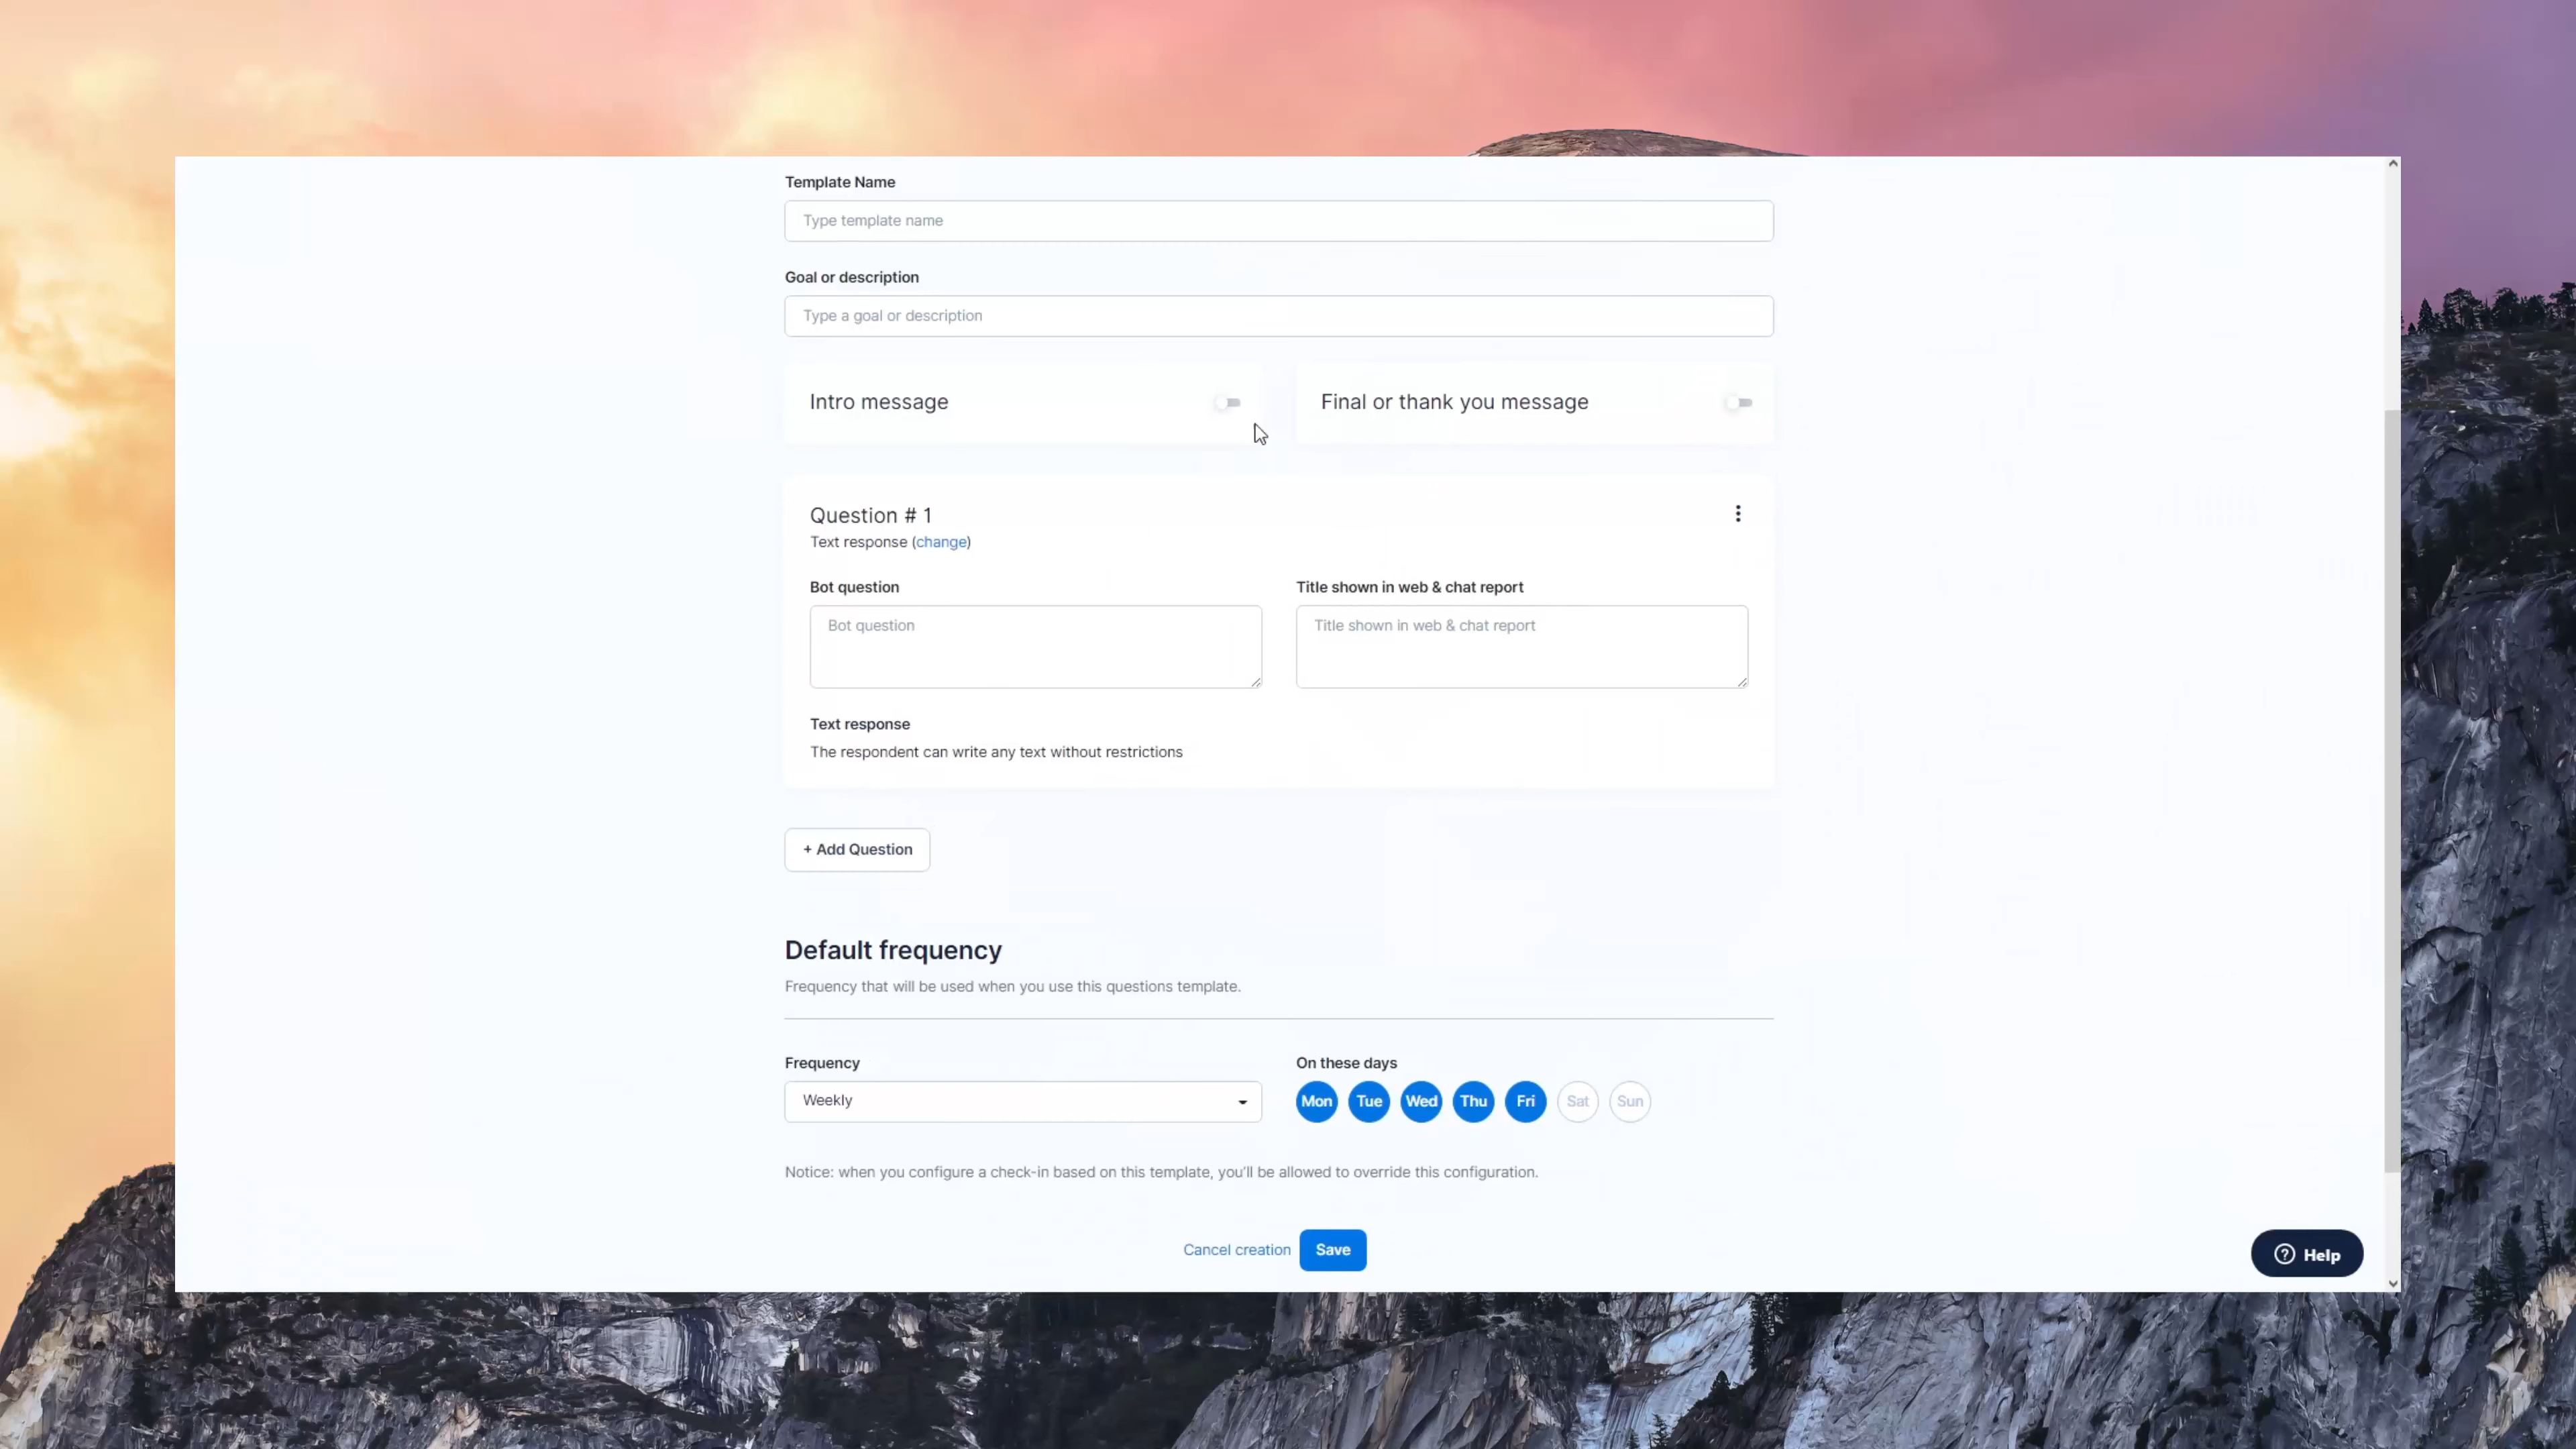 Template Name
Type template name
Goal or description
Type a goal or description
Intro message
Final or thank you message
Question # 1
Text response (change)
Bot question
Title shown in web & chat report
Bot question
Title shown in web & chat report
Text response
The respondent can write any text without restrictions
+ Add Question
Default frequency
Frequency that will be used when you use this questions template.
Frequency
On these days
Weekly
Mon Tue Wed Thu Fri Sat Sun
Notice: when you configure a check-in based on this template, you'll be allowed to override this configuration.
Cancel creation Save
Help